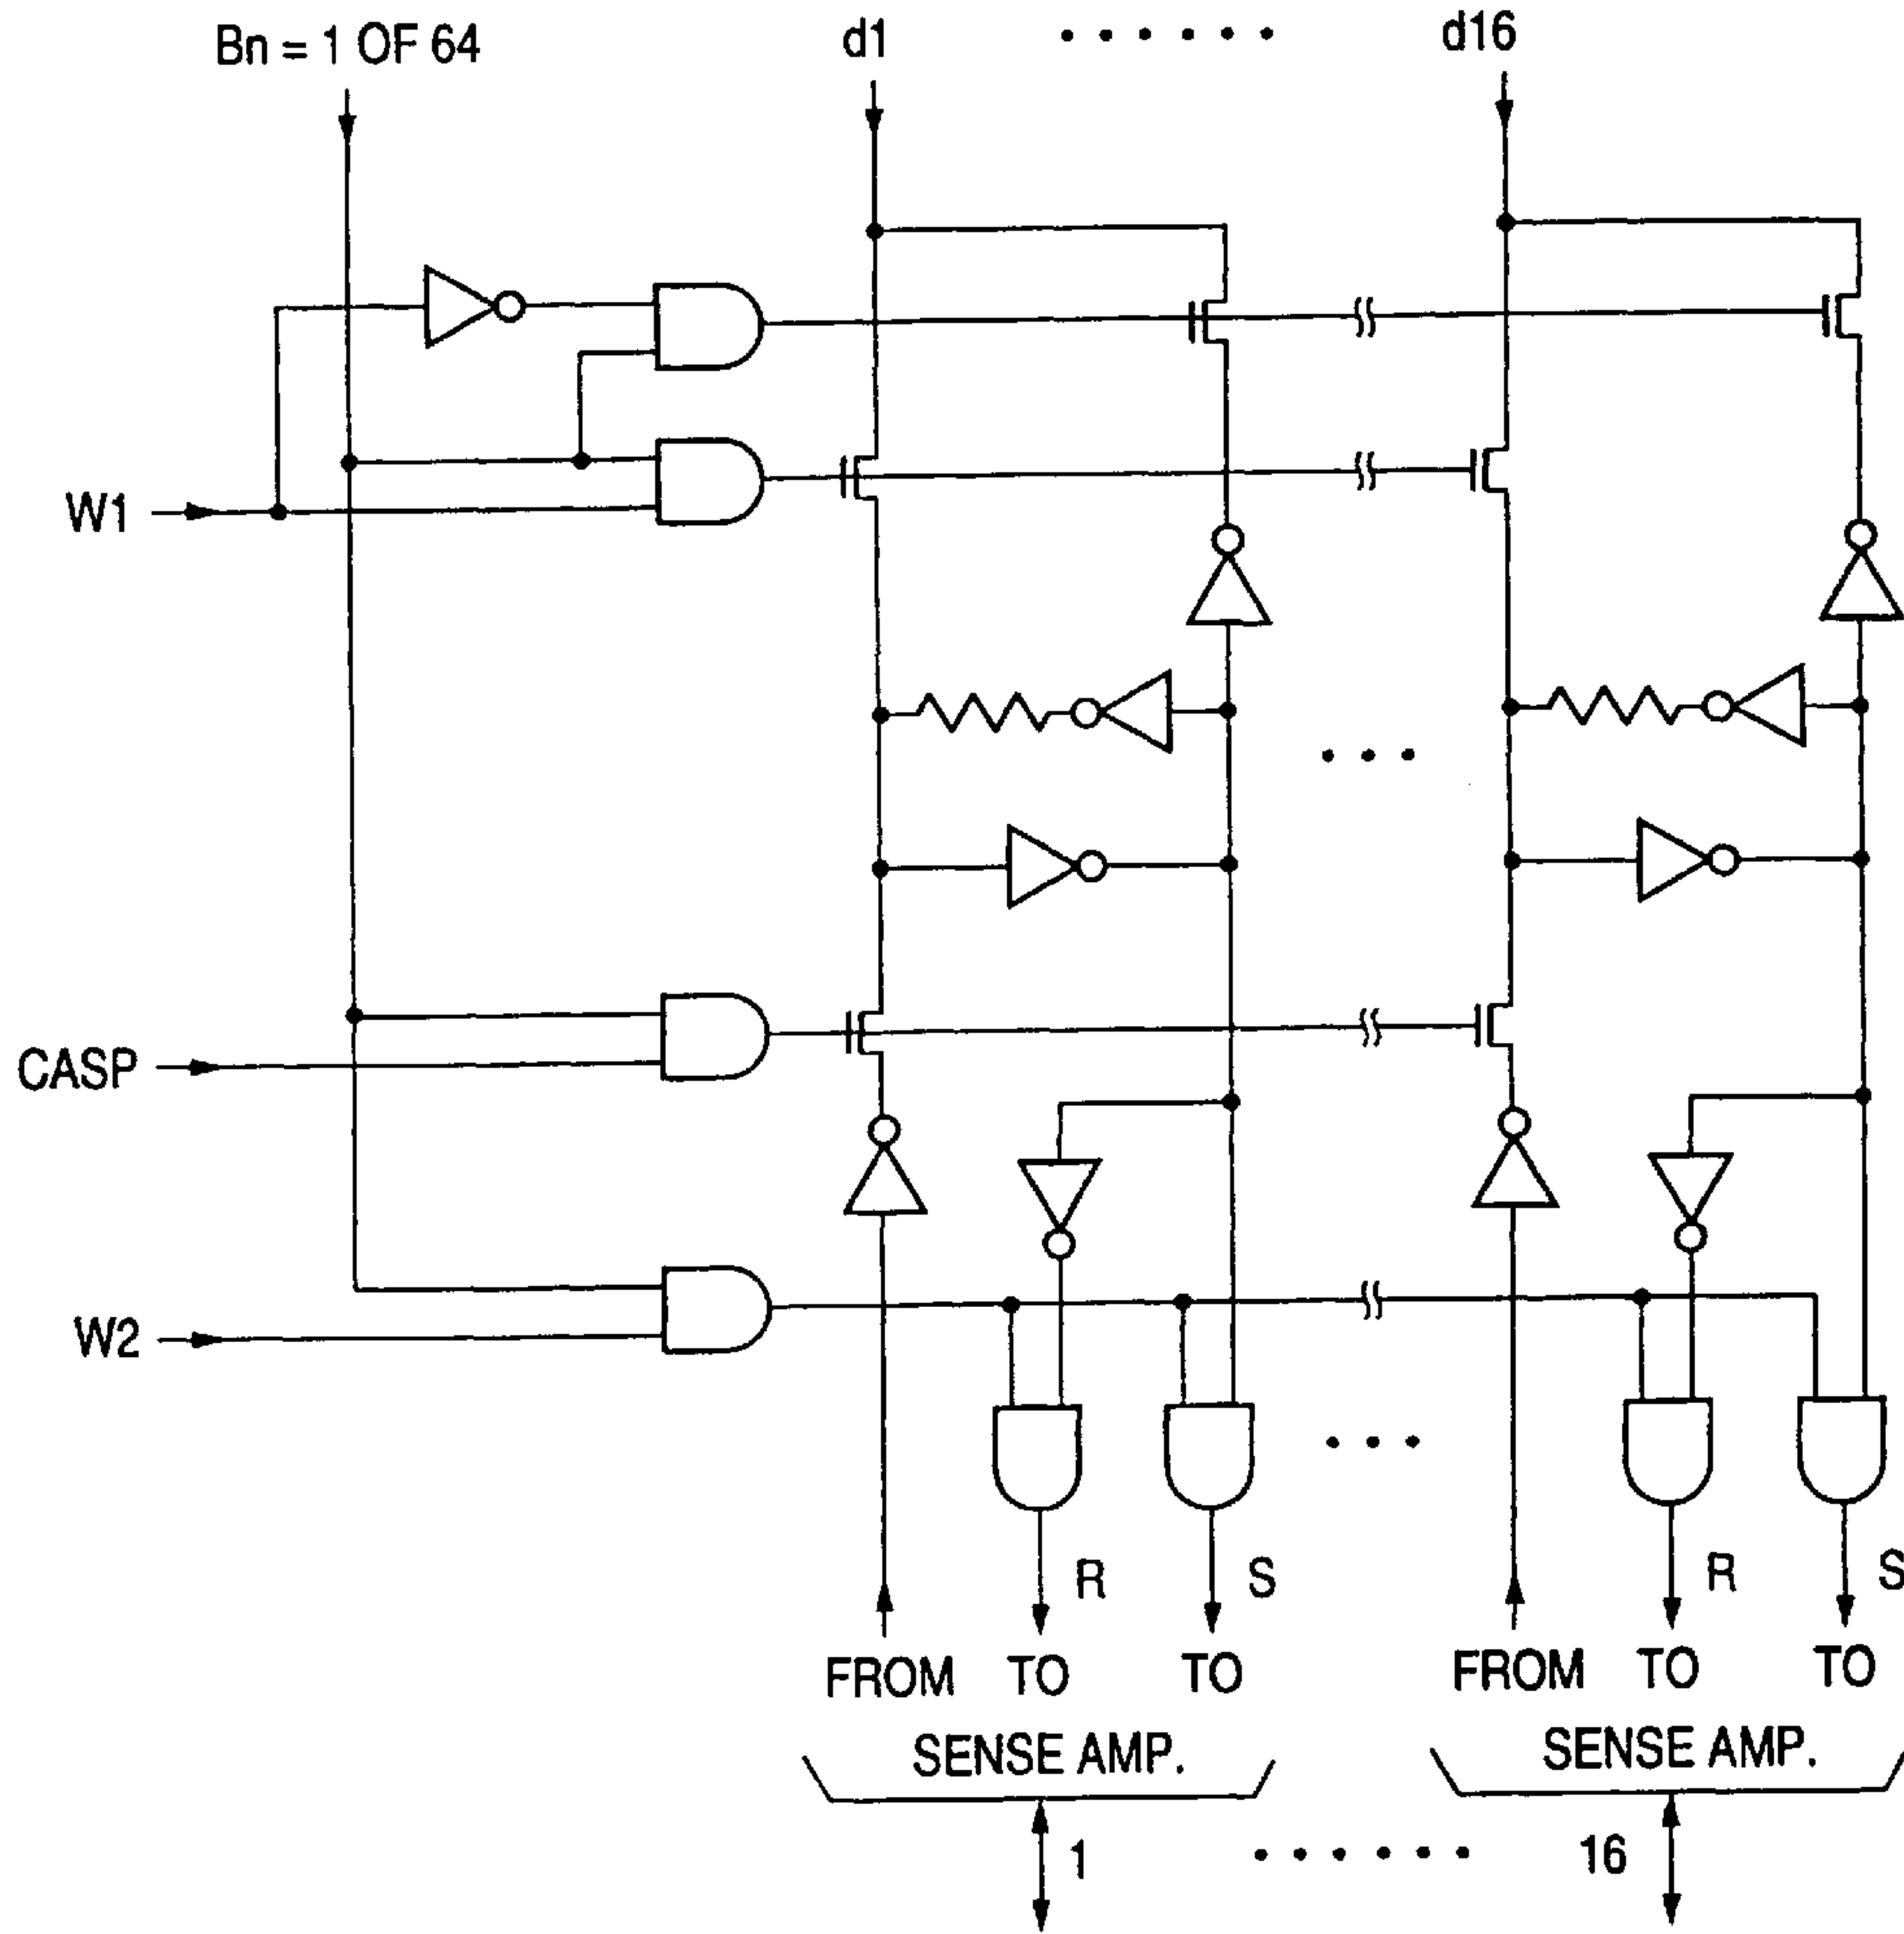 Bn = 1 OF 64 d1 d16
W1
CASP
W2
R S R S
FROM TO TO FROM TO TO
SENSE AMP. SENSE AMP.
1 16